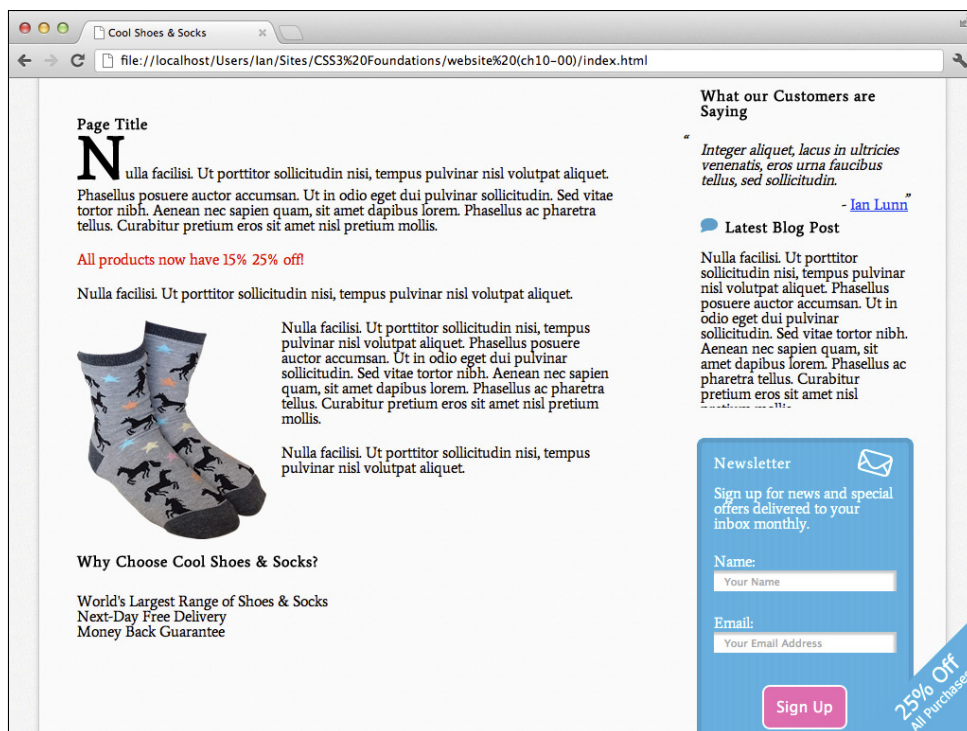 Cool Shoes & Socks
file://localhost/Users/Ian/Sites/CSS3%20Foundations/website%20(ch10-00)/index.html
Page Title
Nulla facilisi. Ut porttitor sollicitudin nisi, tempus pulvinar nisl volutpat aliquet.
Phasellus posuere auctor accumsan. Ut in odio eget dui pulvinar sollicitudin. Sed vitae
tortor nibh. Aenean nec sapien quam, sit amet dapibus lorem. Phasellus ac pharetra
tellus. Curabitur pretium eros sit amet nisl pretium mollis.
All products now have 15% 25% off!
Nulla facilisi. Ut porttitor sollicitudin nisi, tempus pulvinar nisl volutpat aliquet.
Nulla facilisi. Ut porttitor sollicitudin nisi, tempus
pulvinar nisl volutpat aliquet. Phasellus posuere
auctor accumsan. Ut in odio eget dui pulvinar
sollicitudin. Sed vitae tortor nibh. Aenean nec sapien
quam, sit amet dapibus lorem. Phasellus ac pharetra
tellus. Curabitur pretium eros sit amet nisl pretium
mollis.
Nulla facilisi. Ut porttitor sollicitudin nisi, tempus
pulvinar nisl volutpat aliquet.
Why Choose Cool Shoes & Socks?
World's Largest Range of Shoes & Socks
Next-Day Free Delivery
Money Back Guarantee
What our Customers are
Saying
“
Integer aliquet, lacus in ultricies
venenatis, eros urna faucibus
tellus, sed sollicitudin.
”
- Ian Lunn
Latest Blog Post
Nulla facilisi. Ut porttitor
sollicitudin nisi, tempus pulvinar
nisl volutpat aliquet. Phasellus
posuere auctor accumsan. Ut in
odio eget dui pulvinar
sollicitudin. Sed vitae tortor nibh.
Aenean nec sapien quam, sit
amet dapibus lorem. Phasellus ac
pharetra tellus. Curabitur
pretium eros sit amet nisl
pretium mollis.
Newsletter
Sign up for news and special
offers delivered to your
inbox monthly.
Name:
Your Name
Email:
Your Email Address
Sign Up
25% Off
All Purchases